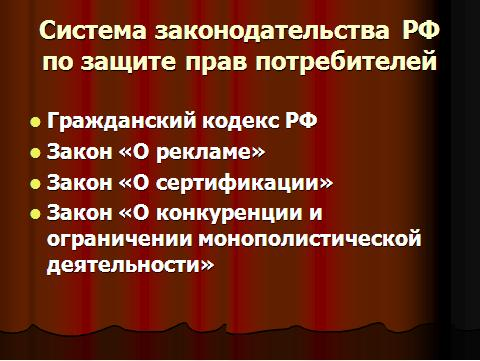 Система законодательства РФ
по защите прав потребителей
Гражданский кодекс РФ
Закон «О рекламе»
Закон «О сертификации»
Закон «О конкуренции и
ограничении монополистической
деятельности»